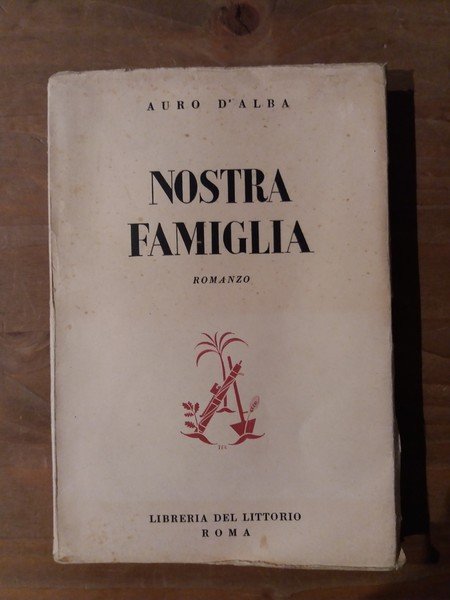 AURO D'ALBA
NOSTRA
FAMIGLIA
ROMANZO
LIBRERIA DEL LITTORIO
ROMA